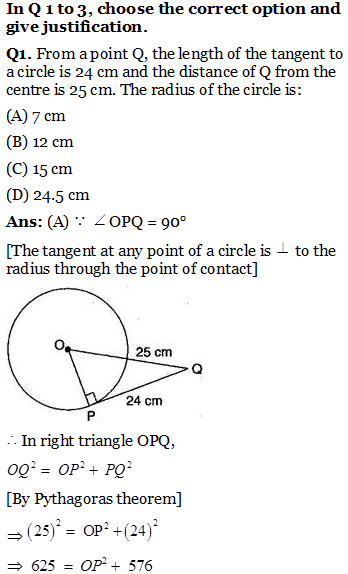 In Q 1 to 3, choose the correct option and
give justification.
Q1. From a point Q, the length of the tangent to
a circle is 24 cm and the distance of Q from the
centre is 25 cm. The radius of the circle is:
(A) 7 cm
(B) 12 cm
(C) 15 cm
(D) 24.5 cm
Ans: (A) ∵ ∠OPQ = 90°
[The tangent at any point of a circle is ⊥ to the
radius through the point of contact]
O
25 cm
Q
24 cm
P
∴ In right triangle OPQ,
OQ² = OP² + PQ²
[By Pythagoras theorem]
⇒ (25)² = OP² + (24)²
⇒ 625 = OP² + 576